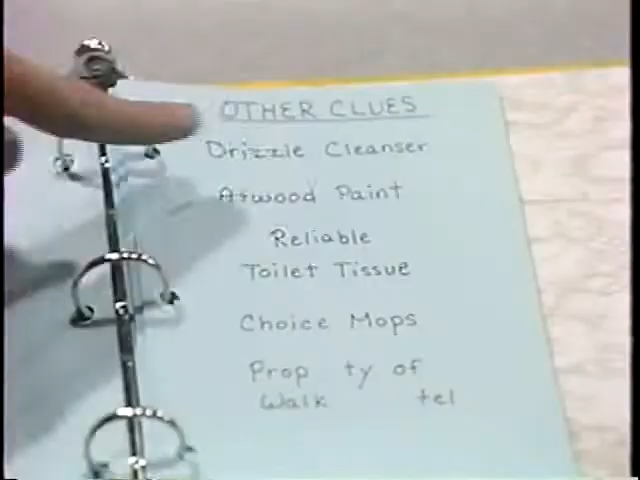 OTHER CLUES
Drizzle Cleanser
Atwood Paint
Reliable
Toilet Tissue
Choice Mops
Prop ty of
Walk tel